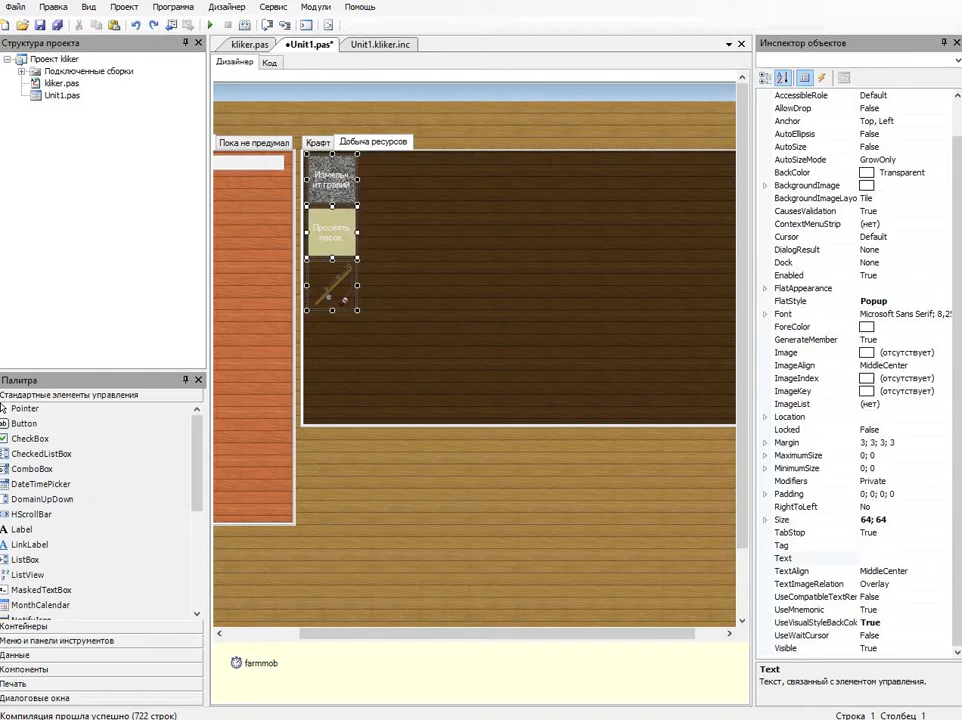 Файл Правка Вид Проект Программа Дизайнер Сервис Модули Помощь
Структура проекта
Проект kliker
Подключенные сборки
kliker.pas
Unit1.pas
Палитра
Стандартные элементы управления
Pointer
Button
CheckBox
CheckedListBox
ComboBox
DateTimePicker
DomainUpDown
HScrollBar
Label
LinkLabel
ListBox
ListView
MaskedTextBox
MonthCalendar
Контейнеры
Меню и панели инструментов
Данные
Компоненты
Печать
Диалоговые окна
kliker.pas •Unit1.pas* Unit1.kliker.inc
Дизайнер Код
Пока не предумал Крафт Добыча ресурсов
Измельч
ит гравий
Просеять
песок
farmmob
Инспектор объектов
AccessibleRole Default
AllowDrop False
Anchor Top, Left
AutoEllipsis False
AutoSize False
AutoSizeMode GrowOnly
BackColor Transparent
BackgroundImage
BackgroundImageLayo Tile
CausesValidation True
ContextMenuStrip (нет)
Cursor Default
DialogResult None
Dock None
Enabled True
FlatAppearance
FlatStyle Popup
Font Microsoft Sans Serif; 8,25
ForeColor
GenerateMember True
Image (отсутствует)
ImageAlign MiddleCenter
ImageIndex (отсутствует)
ImageKey (отсутствует)
ImageList (нет)
Location
Locked False
Margin 3; 3; 3; 3
MaximumSize 0; 0
MinimumSize 0; 0
Modifiers Private
Padding 0; 0; 0; 0
RightToLeft No
Size 64; 64
TabStop True
Tag
Text
TextAlign MiddleCenter
TextImageRelation Overlay
UseCompatibleTextRer False
UseMnemonic True
UseVisualStyleBackColc True
UseWaitCursor False
Visible True
Text
Текст, связанный с элементом управления.
Компиляция прошла успешно (722 строк) Строка 1 Столбец 1